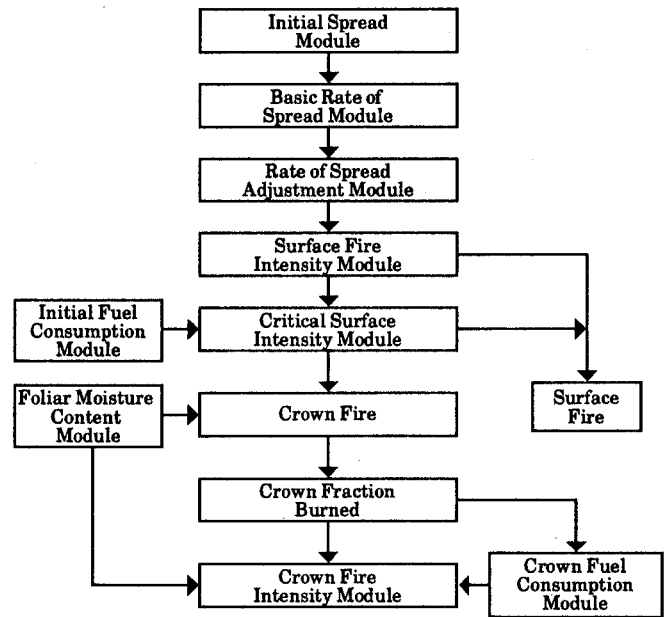 Initial Spread
Module
Basic Rate of
Spread Module
Rate of Spread
Adjustment Module
Surface Fire
Intensity Module
Initial Fuel
Consumption
Module
Critical Surface
Intensity Module
Foliar Moisture
Content
Module
Crown Fire
Surface
Fire
Crown Fraction
Burned
Crown Fire
Intensity Module
Crown Fuel
Consumption
Module